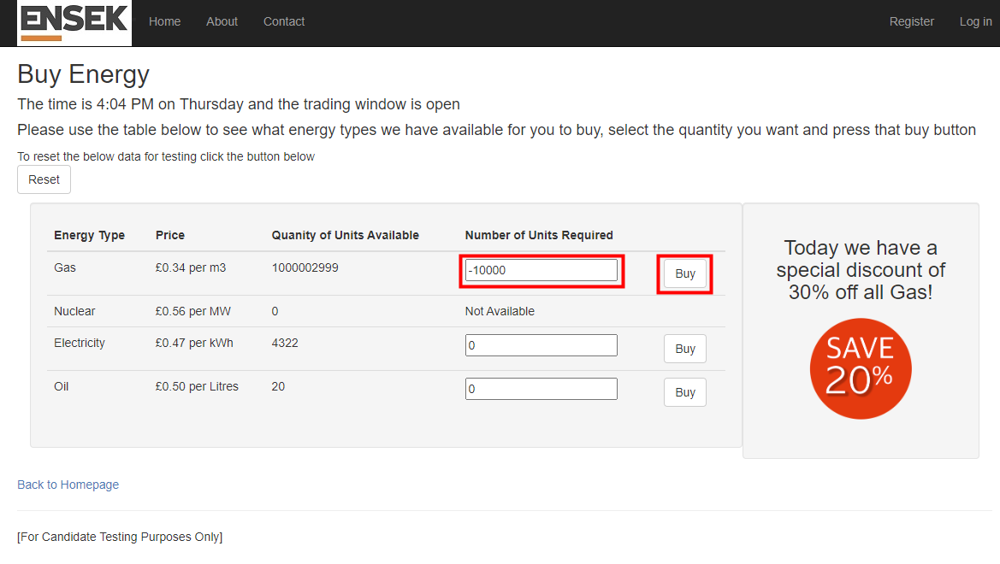 ENSEK Home About Contact Register Log in
Buy Energy
The time is 4:04 PM on Thursday and the trading window is open
Please use the table below to see what energy types we have available for you to buy, select the quantity you want and press that buy button
To reset the below data for testing click the button below
Reset
Energy Type Price Quanity of Units Available Number of Units Required
Gas £0.34 per m3 1000002999 -10000 Buy
Nuclear £0.56 per MW 0 Not Available
Electricity £0.47 per kWh 4322 0 Buy
Oil £0.50 per Litres 20 0 Buy
Today we have a
special discount of
30% off all Gas!
SAVE
20%
Back to Homepage
[For Candidate Testing Purposes Only]